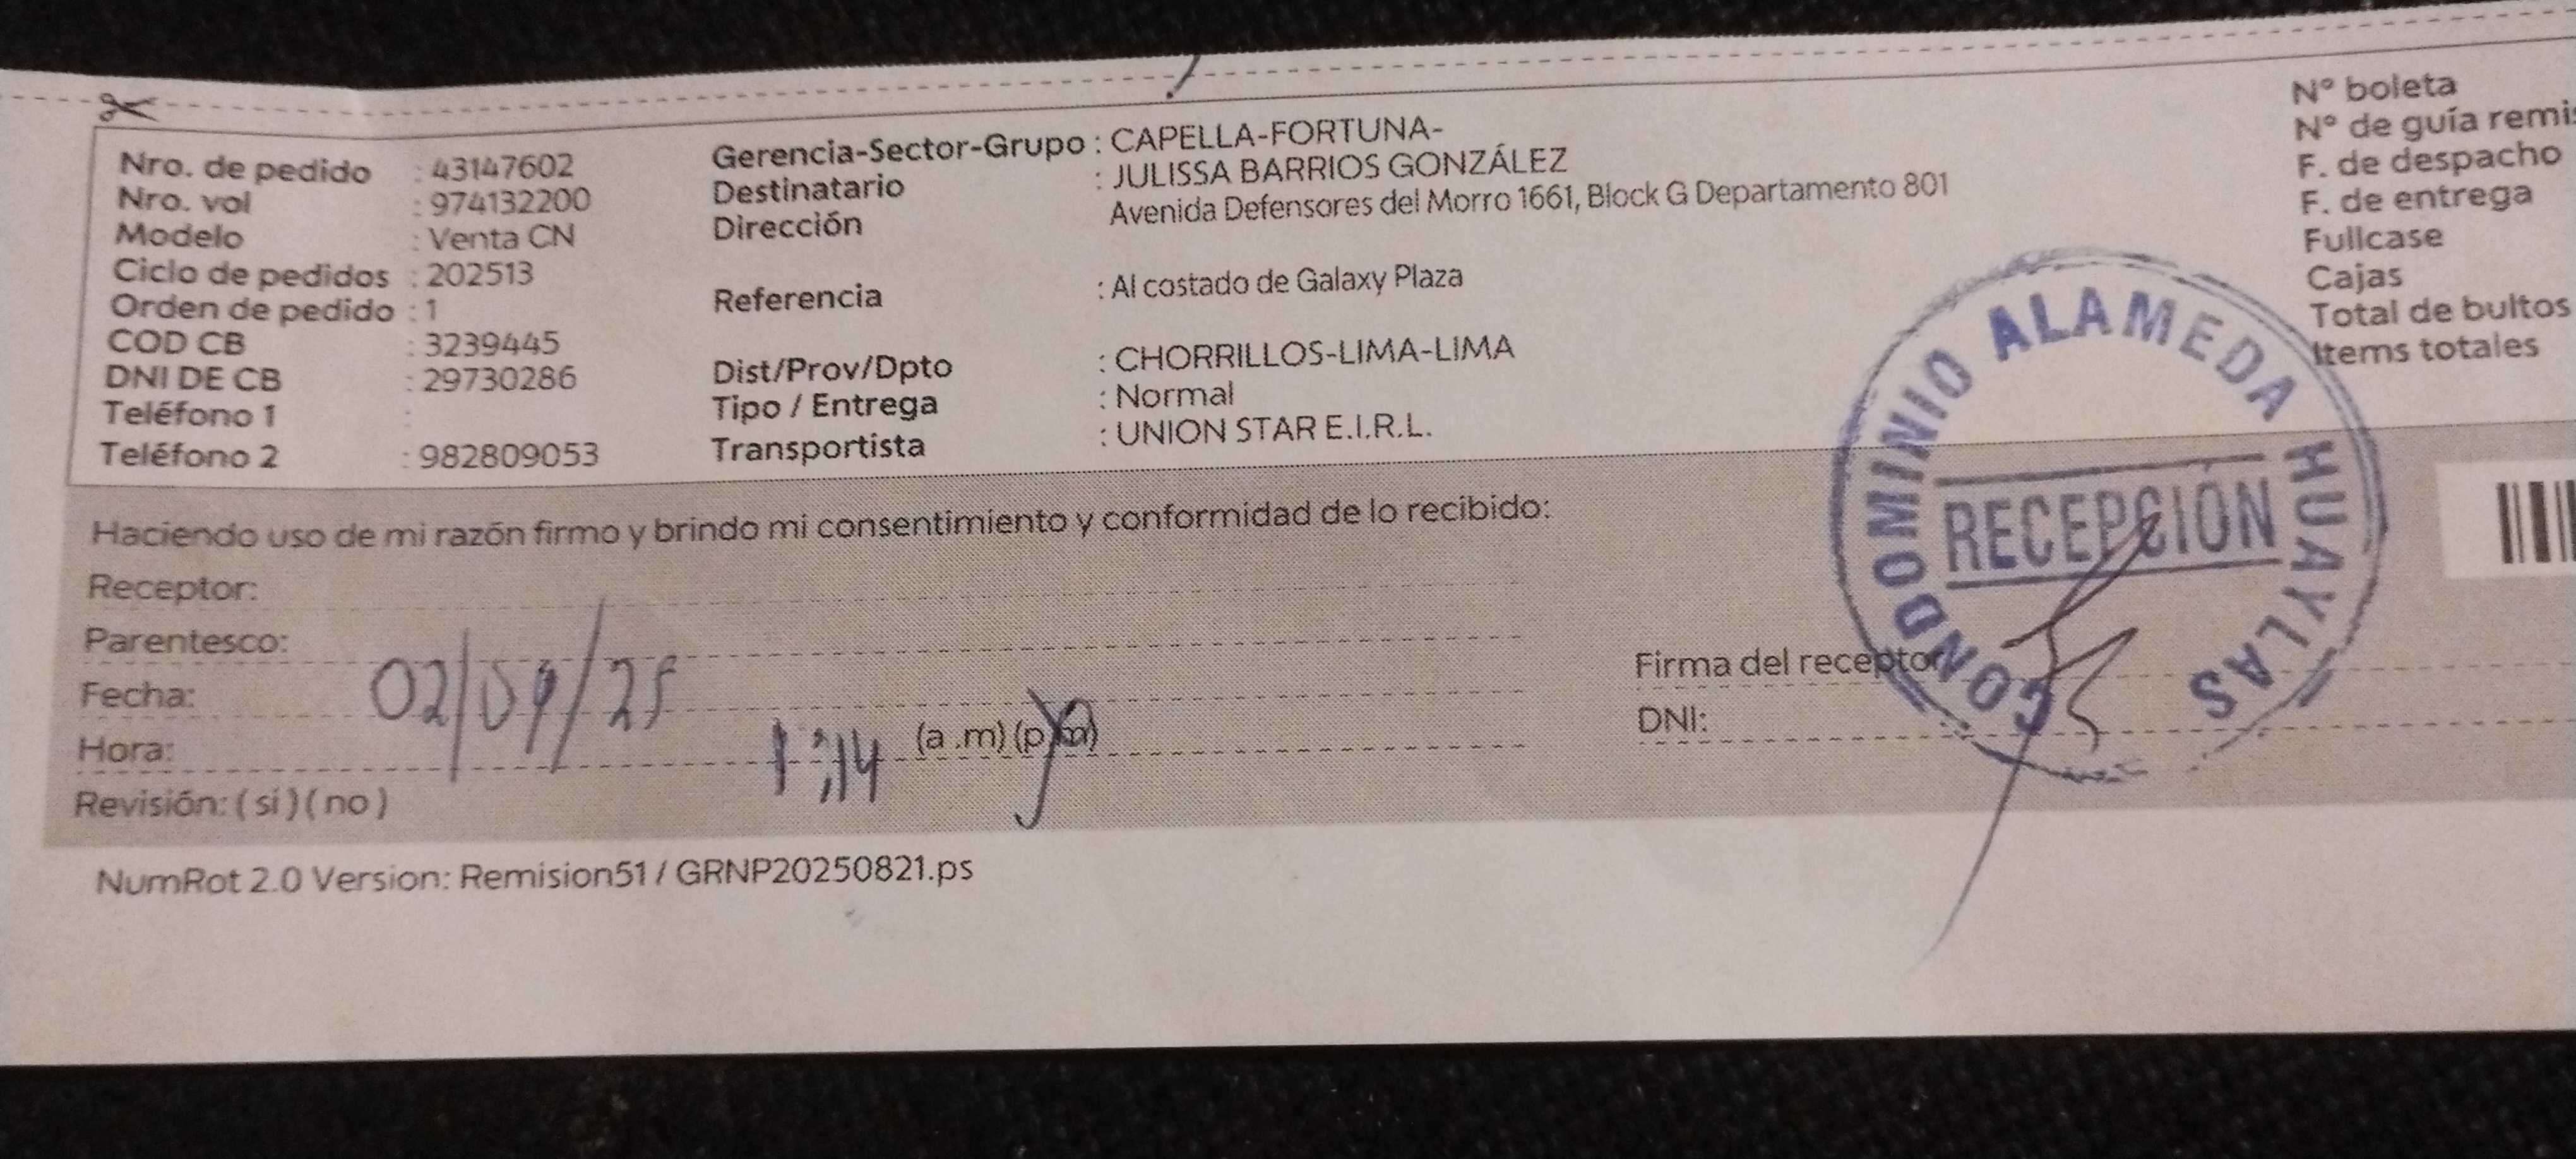 Nro. de pedido : 43147602
Nro. vol : 974132200
Modelo : Venta CN
Ciclo de pedidos : 202513
Orden de pedido : 1
COD CB : 3239445
DNI DE CB : 29730286
Teléfono 1 :
Teléfono 2 : 982809053
Gerencia-Sector-Grupo : CAPELLA-FORTUNA-
Destinatario : JULISSA BARRIOS GONZÁLEZ
Dirección Avenida Defensores del Morro 1661, Block G Departamento 801
Referencia : Al costado de Galaxy Plaza
Dist/Prov/Dpto : CHORRILLOS-LIMA-LIMA
Tipo / Entrega : Normal
Transportista : UNION STAR E.I.R.L.
N° boleta
N° de guía remis
F. de despacho
F. de entrega
Fullcase
Cajas
Total de bultos
Items totales
CONDOMINIO ALAMEDA HUAYLAS
RECEPCIÓN
Haciendo uso de mi razón firmo y brindo mi consentimiento y conformidad de lo recibido:
Receptor:
Parentesco:
Fecha: 02/09/25
Hora: 1:14 (a .m) (p.m)
Revisión: ( si ) ( no )
Firma del receptor
DNI:
NumRot 2.0 Version: Remision51 / GRNP20250821.ps